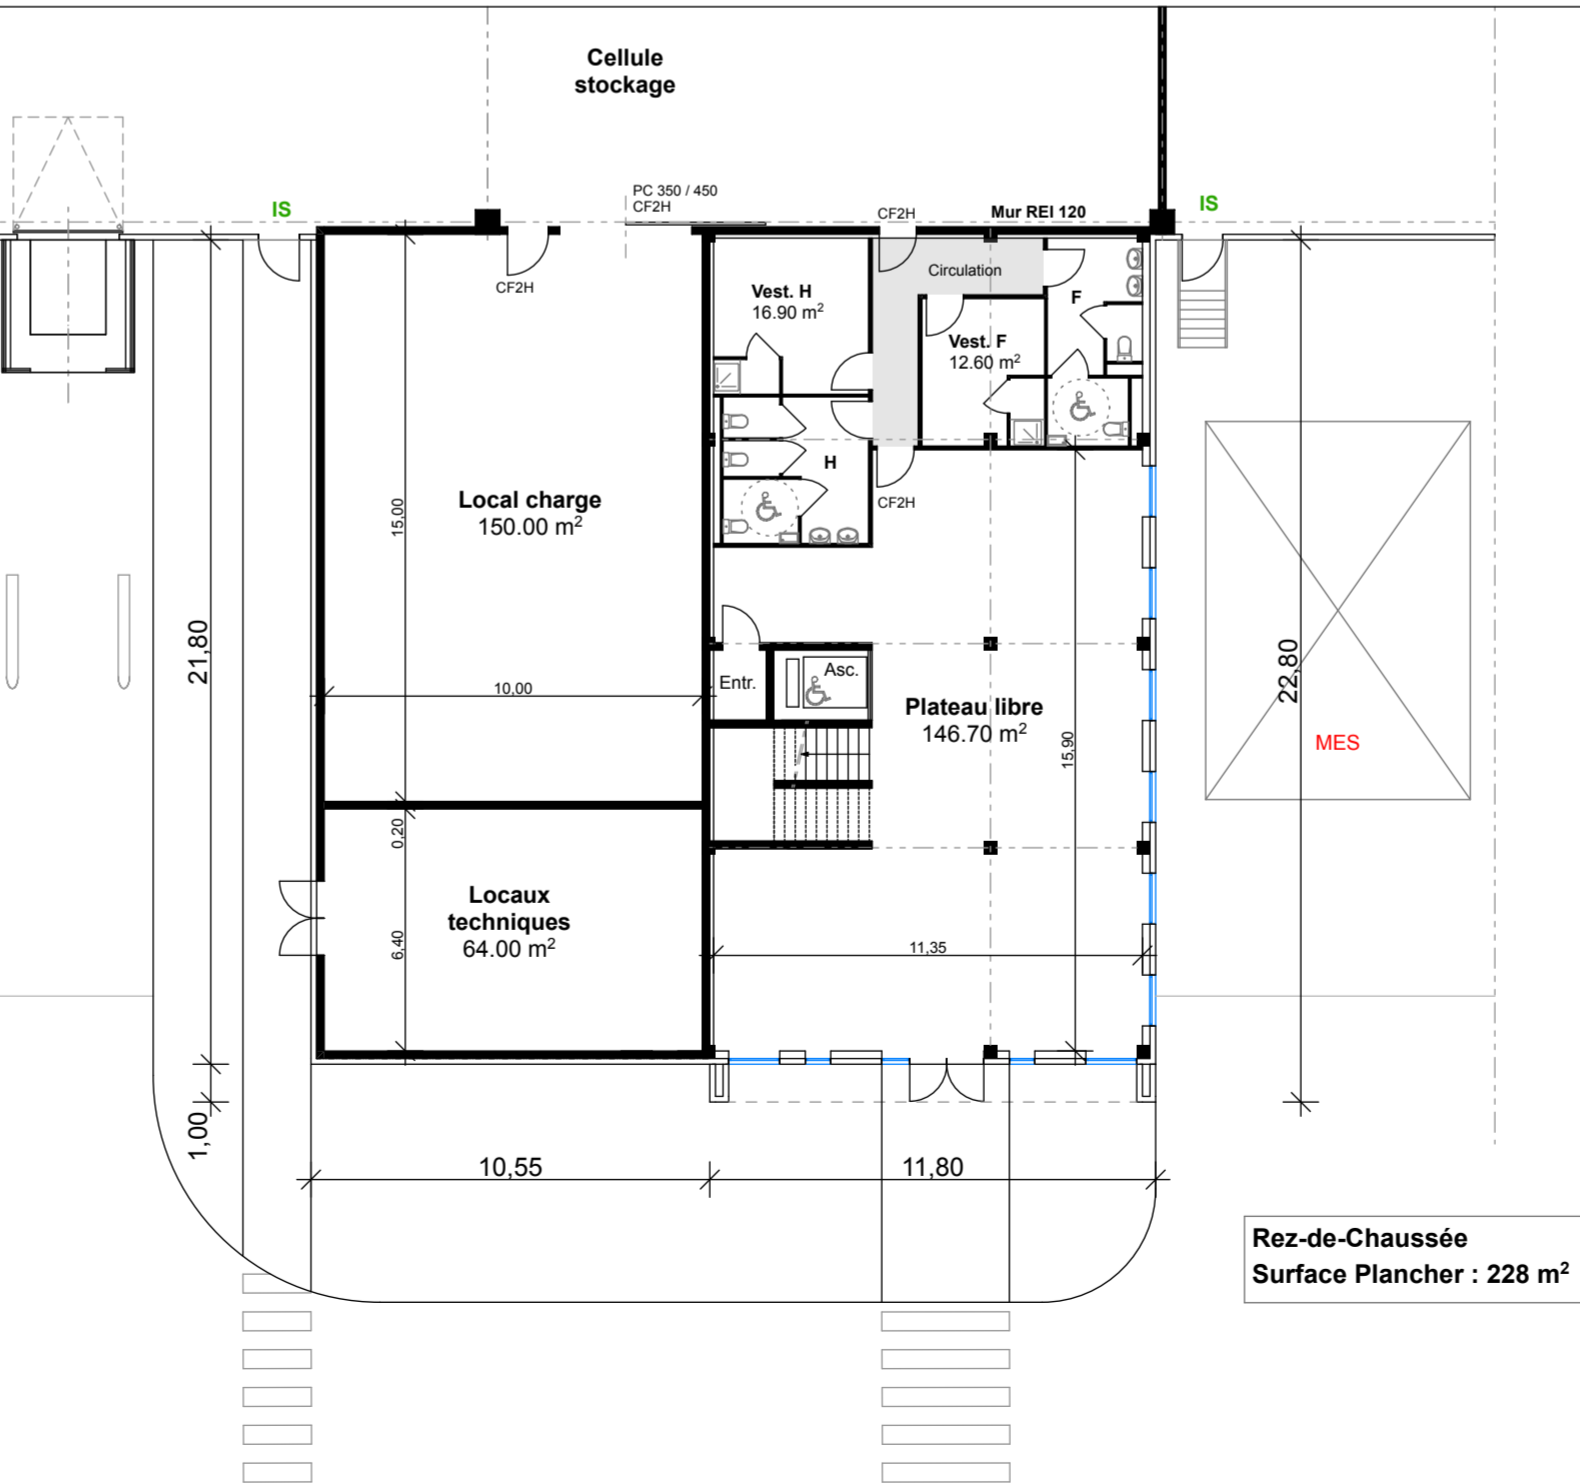 Cellule
stockage
PC 350 / 450
CF2H
IS
CF2H
Mur REI 120
IS
CF2H
Circulation
Vest. H
16.90 m²
F
Vest. F
12.60 m²
H
CF2H
Local charge
150.00 m²
15,00
21,80
22,80
10,00
Entr.
Asc.
Plateau libre
146.70 m²
15,90
MES
0,20
Locaux
techniques
64.00 m²
6,40
11,35
1,00
10,55
11,80
Rez-de-Chaussée
Surface Plancher : 228 m²